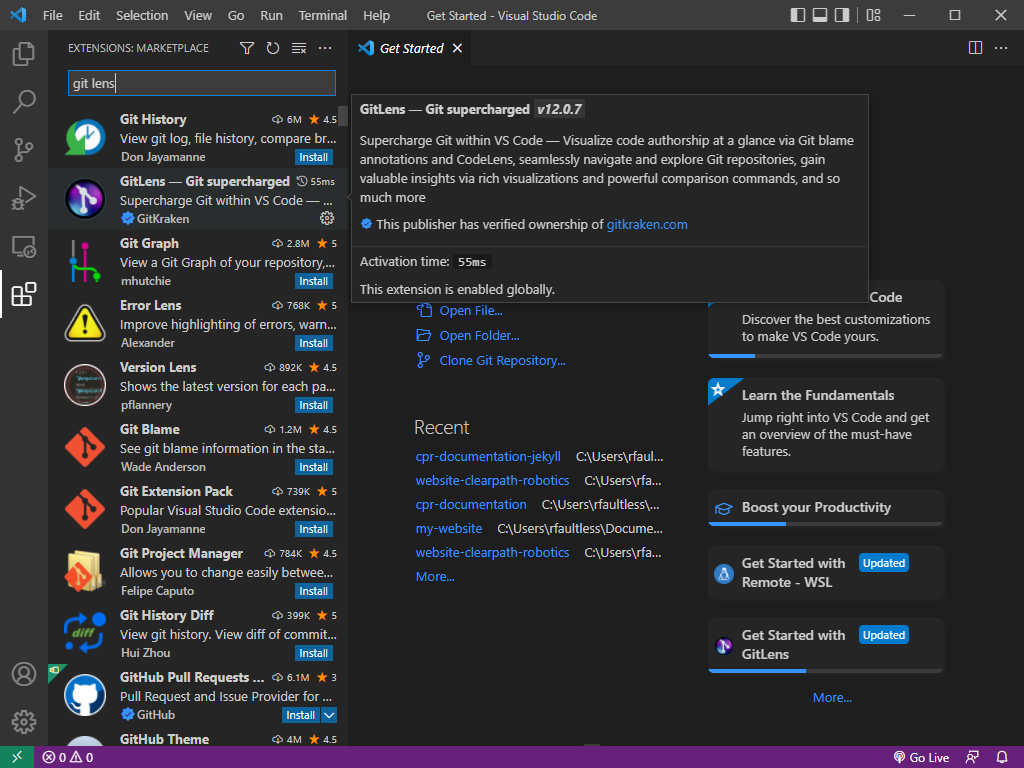 File Edit Selection View Go Run Terminal Help Get Started - Visual Studio Code
EXTENSIONS: MARKETPLACE
Get Started
git lens
Git History 6M 4.5
View git log, file history, compare br...
Don Jayamanne Install
GitLens — Git supercharged 55ms
Supercharge Git within VS Code — ...
GitKraken
Git Graph 2.8M 5
View a Git Graph of your repository,...
mhutchie Install
Error Lens 768K 5
Improve highlighting of errors, warn...
Alexander Install
Version Lens 892K 4.5
Shows the latest version for each pa...
pflannery Install
Git Blame 1.2M 4.5
See git blame information in the sta...
Wade Anderson Install
Git Extension Pack 739K 5
Popular Visual Studio Code extensio...
Don Jayamanne Install
Git Project Manager 784K 4.5
Allows you to change easily betwee...
Felipe Caputo Install
diff
Git History Diff 399K 5
View git history. View diff of commit...
Hui Zhou Install
GitHub Pull Requests ... 6.1M 3
Pull Request and Issue Provider for ...
GitHub Install
GitHub Theme 4M 4.5
GitLens — Git supercharged v12.0.7
Supercharge Git within VS Code — Visualize code authorship at a glance via Git blame
annotations and CodeLens, seamlessly navigate and explore Git repositories, gain
valuable insights via rich visualizations and powerful comparison commands, and so
much more
This publisher has verified ownership of gitkraken.com
Activation time: 55ms
This extension is enabled globally.
Open File...
Open Folder...
Clone Git Repository...
Recent
cpr-documentation-jekyll C:\Users\rfaul...
website-clearpath-robotics C:\Users\rfa...
cpr-documentation C:\Users\rfaultless\...
my-website C:\Users\rfaultless\Docume...
website-clearpath-robotics C:\Users\rfa...
More...
Code
Discover the best customizations
to make VS Code yours.
Learn the Fundamentals
Jump right into VS Code and get
an overview of the must-have
features.
Boost your Productivity
Get Started with Updated
Remote - WSL
Get Started with Updated
GitLens
More...
0 0 Go Live